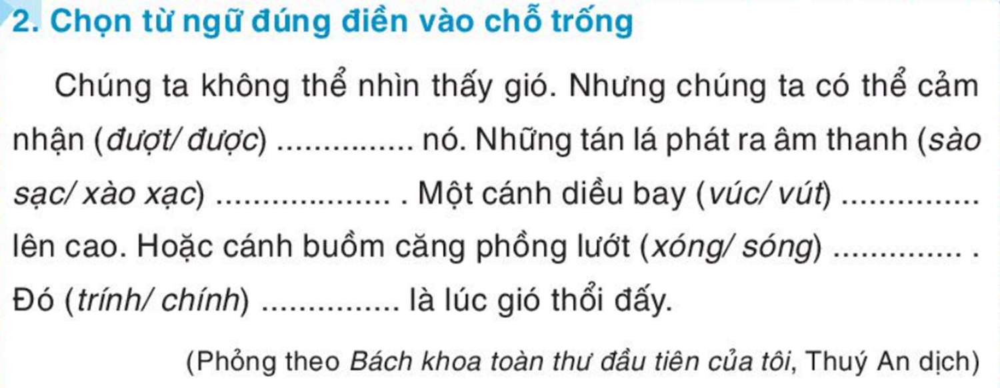 2. Chọn từ ngữ đúng điền vào chỗ trống
Chúng ta không thể nhìn thấy gió. Nhưng chúng ta có thể cảm
nhận (đượt/ được) ............... nó. Những tán lá phát ra âm thanh (sào
sạc/ xào xạc) ................... . Một cánh diều bay (vúc/ vút) ...............
lên cao. Hoặc cánh buồm căng phồng lướt (xóng/ sóng) .............. .
Đó (trính/ chính) ............... là lúc gió thổi đấy.
(Phỏng theo Bách khoa toàn thư đầu tiên của tôi, Thuý An dịch)